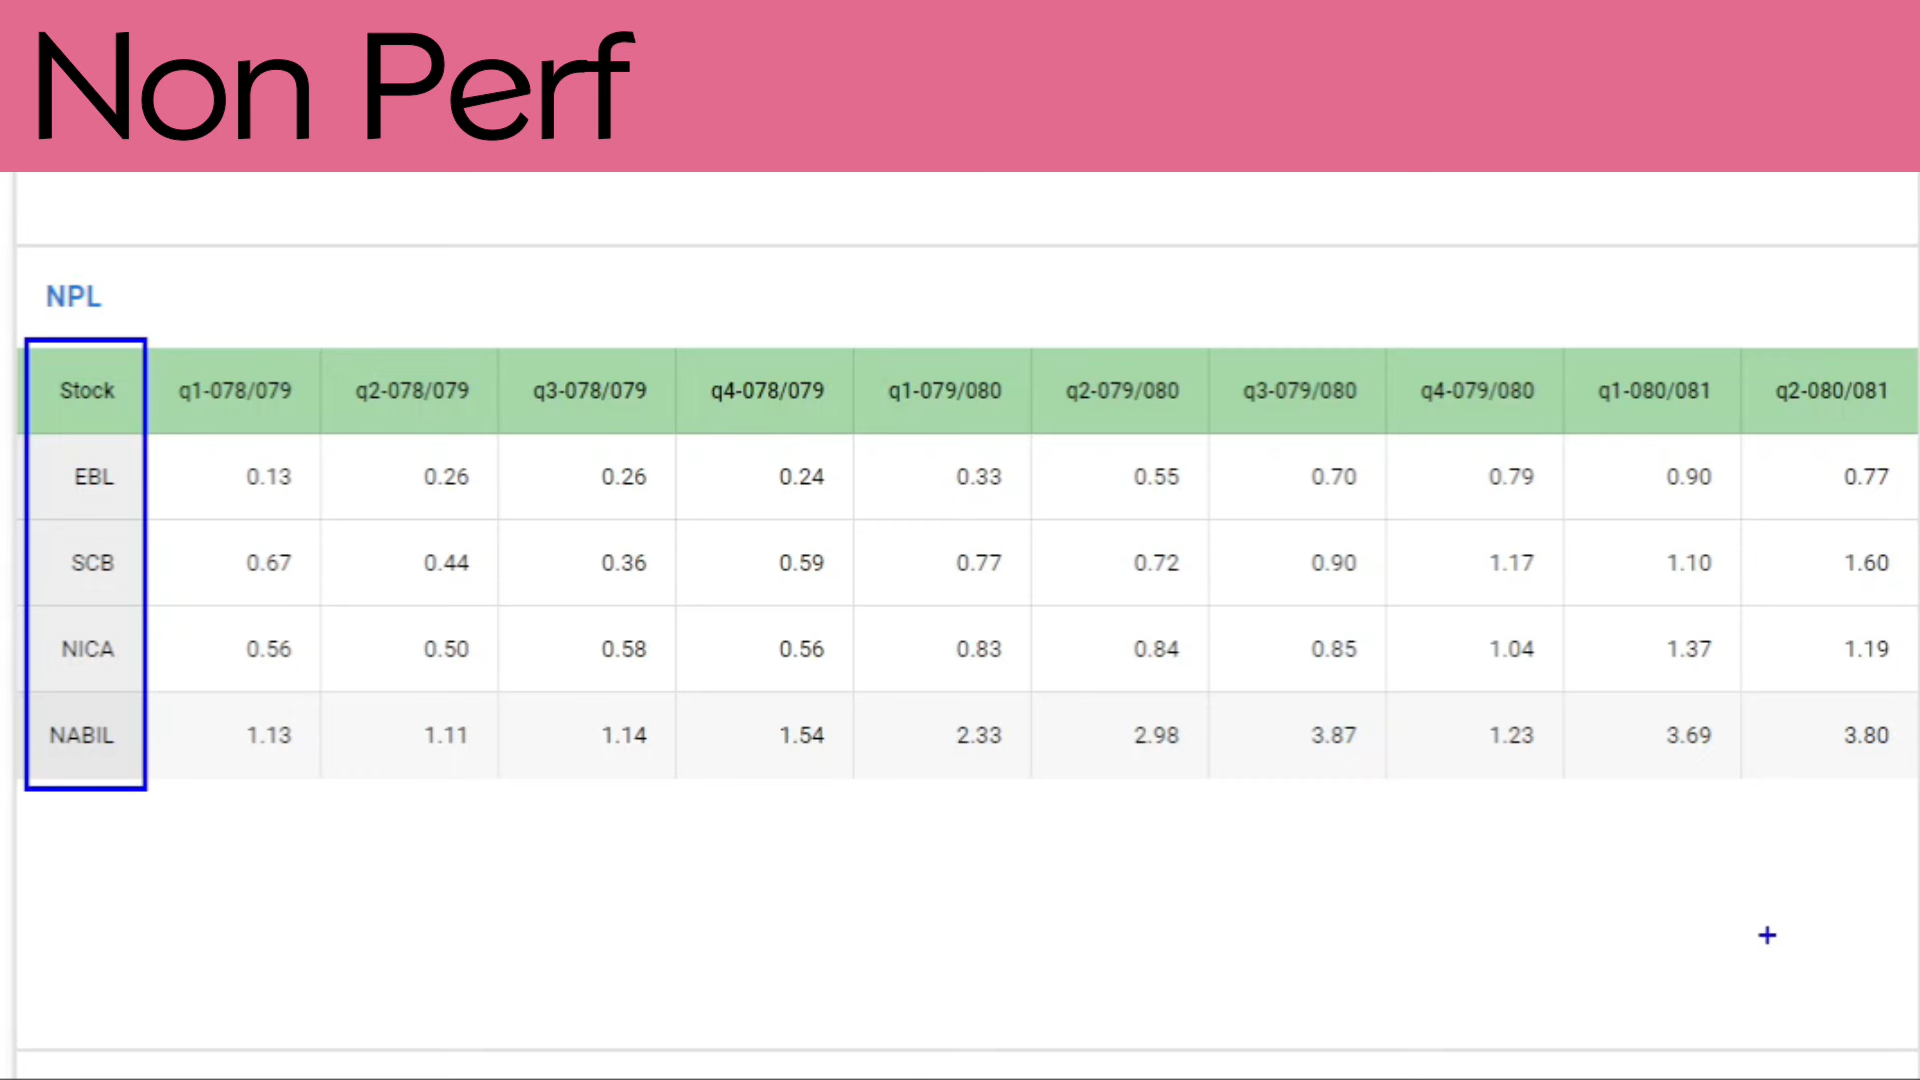 Non Perf
NPL
Stock q1-078/079 q2-078/079 q3-078/079 q4-078/079 q1-079/080 q2-079/080 q3-079/080 q4-079/080 q1-080/081 q2-080/081
EBL 0.13 0.26 0.26 0.24 0.33 0.55 0.70 0.79 0.90 0.77
SCB 0.67 0.44 0.36 0.59 0.77 0.72 0.90 1.17 1.10 1.60
NICA 0.56 0.50 0.58 0.56 0.83 0.84 0.85 1.04 1.37 1.19
NABIL 1.13 1.11 1.14 1.54 2.33 2.98 3.87 1.23 3.69 3.80